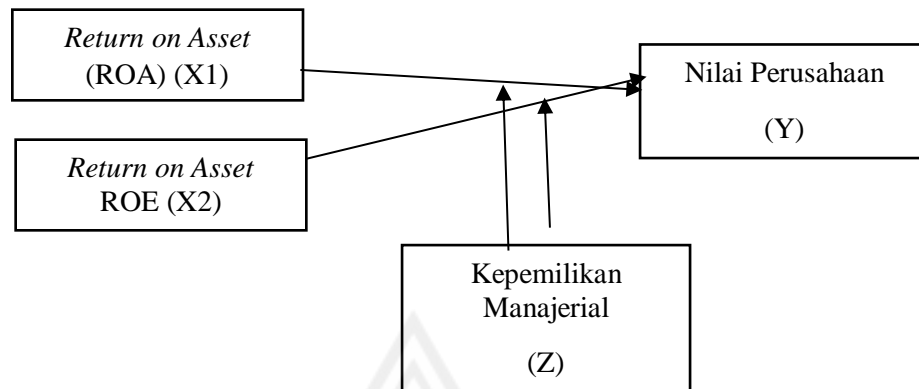 Return on Asset
(ROA) (X1)
Nilai Perusahaan
(Y)
Return on Asset
ROE (X2)
Kepemilikan
Manajerial
(Z)